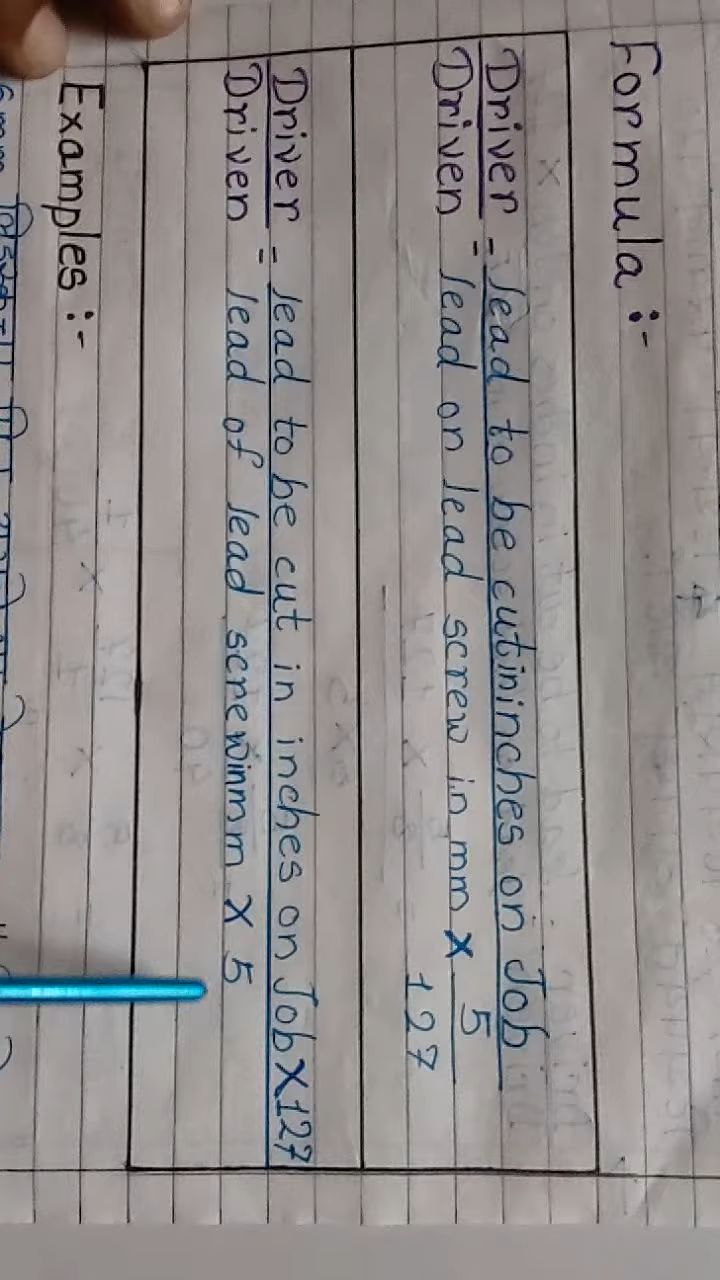 Formula :-
Driver - lead to be cut in inches on Job
Driven - lead on lead screw in mm × 5
127
Driver - lead to be cut in inches on Job × 127
Driven - lead of lead screw in mm × 5
Examples :-